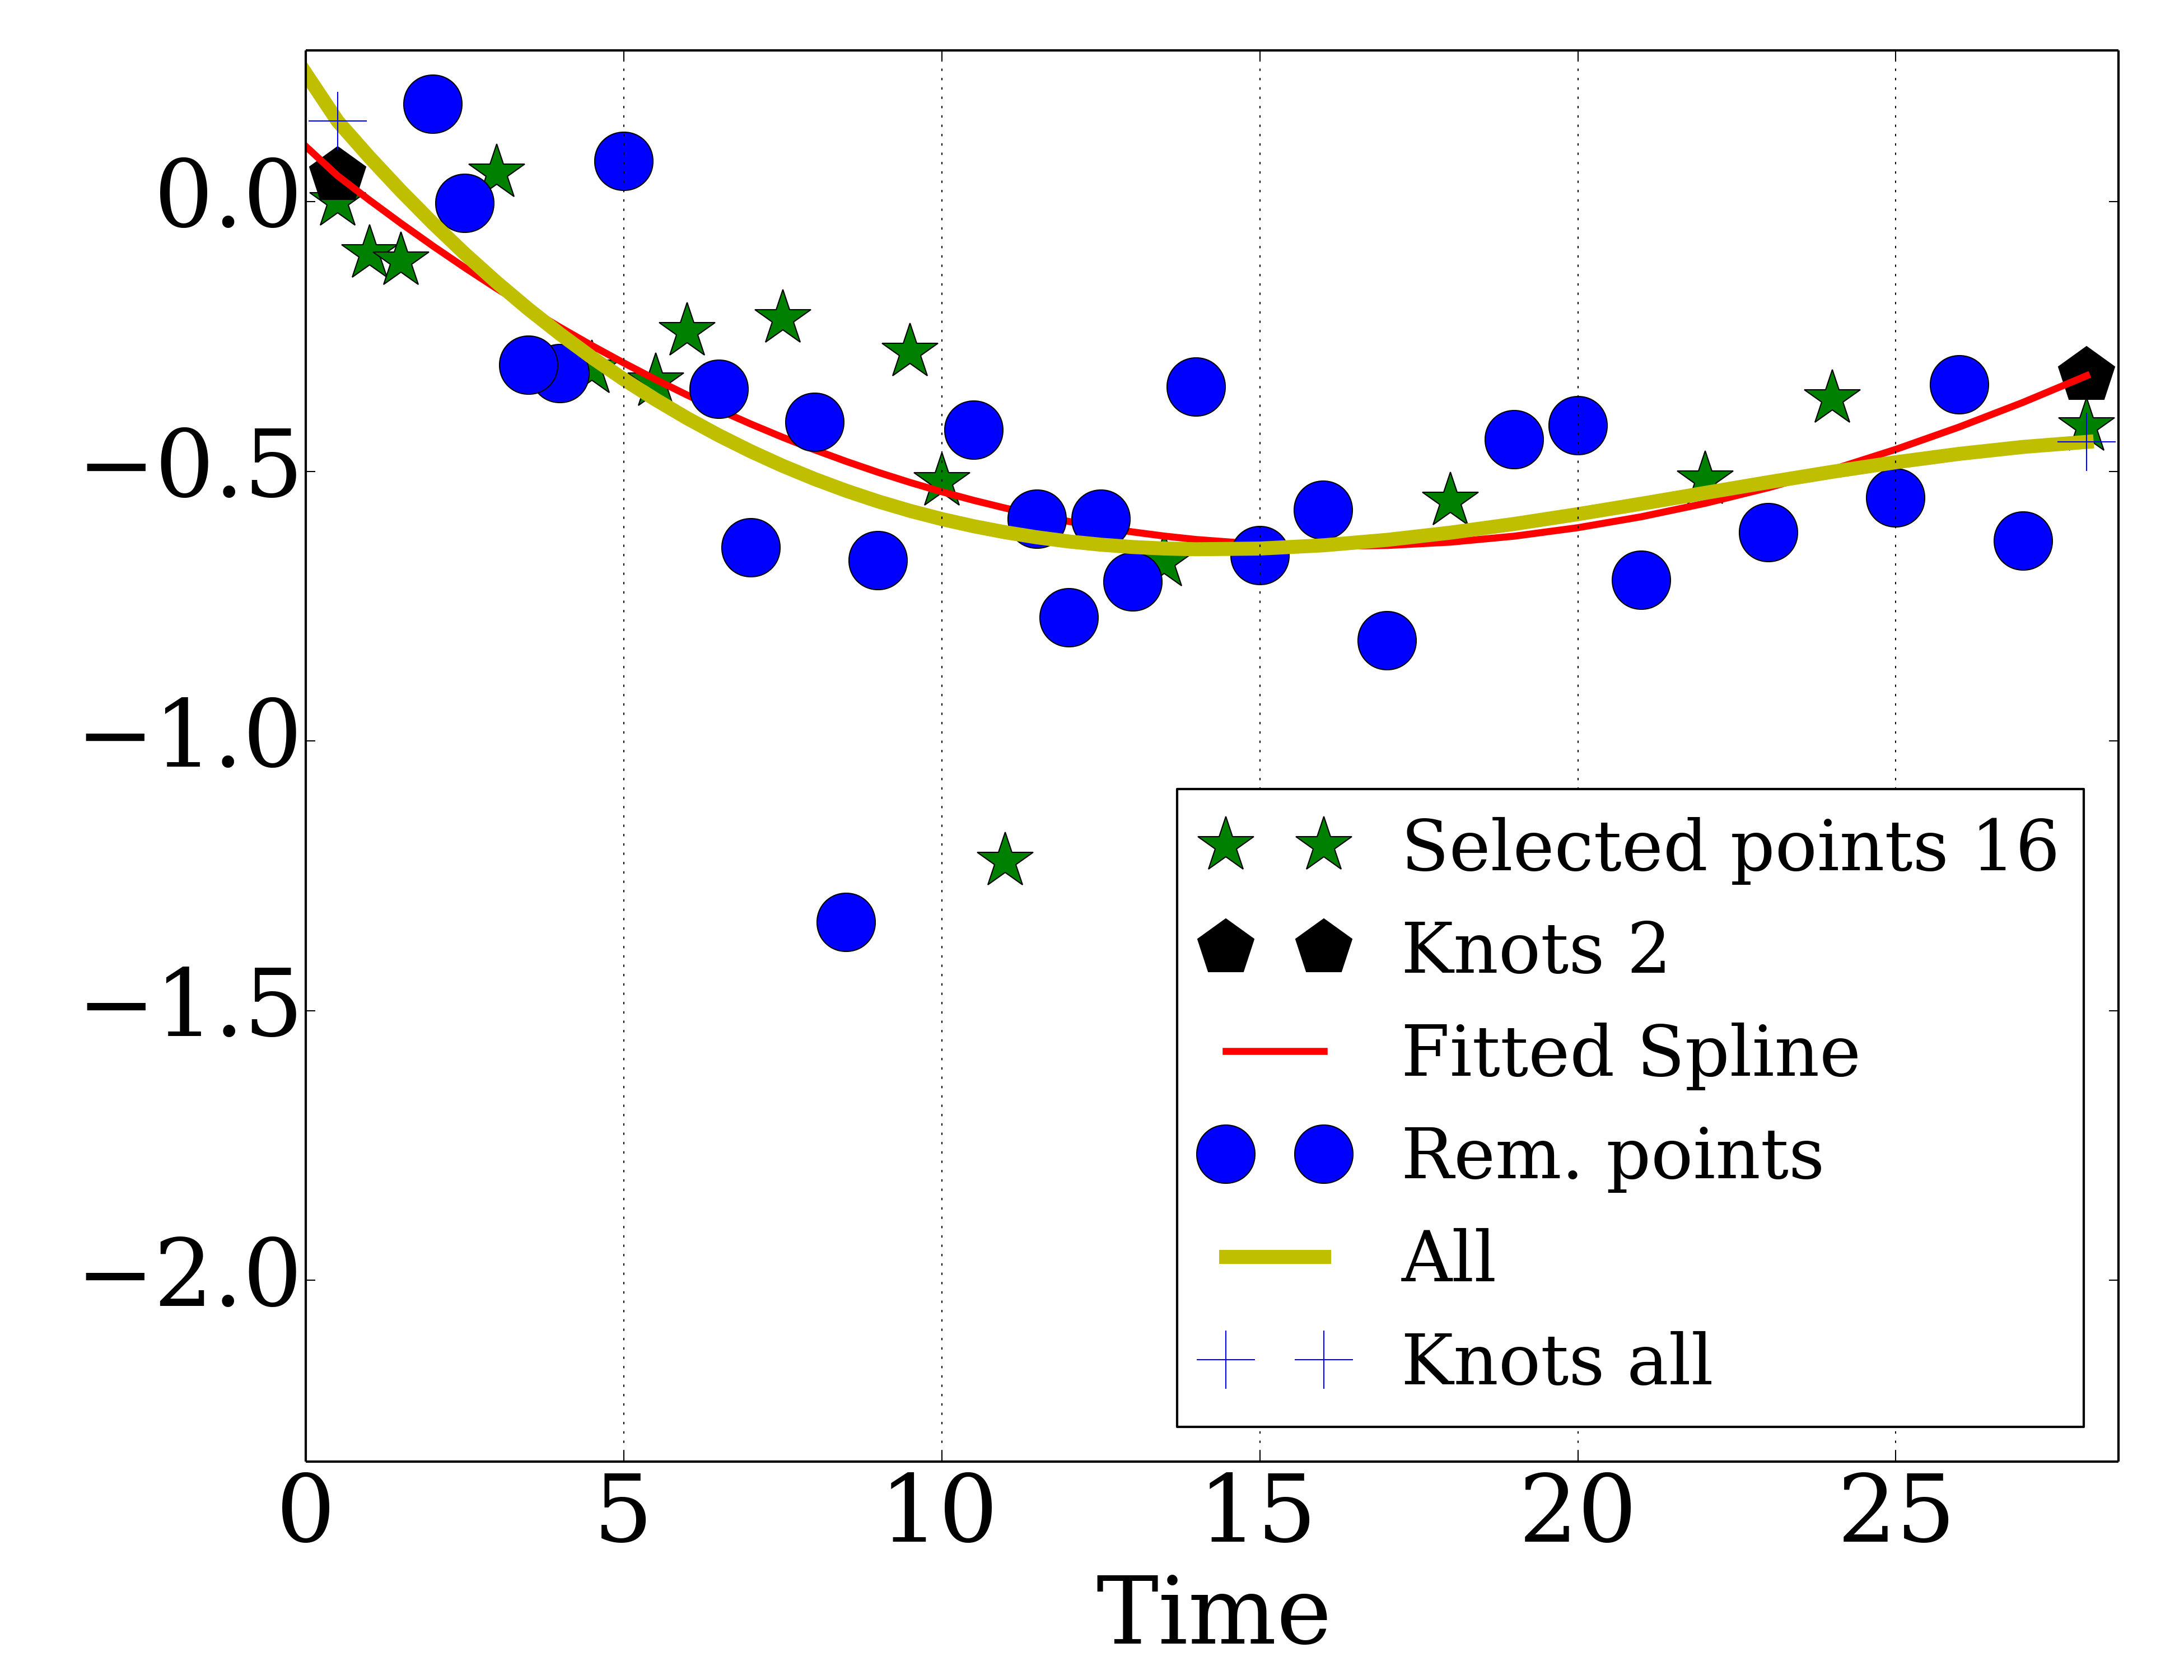 0.0
−0.5
−1.0
−1.5
−2.0
Selected points 16
Knots 2
Fitted Spline
Rem. points
All
Knots all
0 5 10 15 20 25
Time